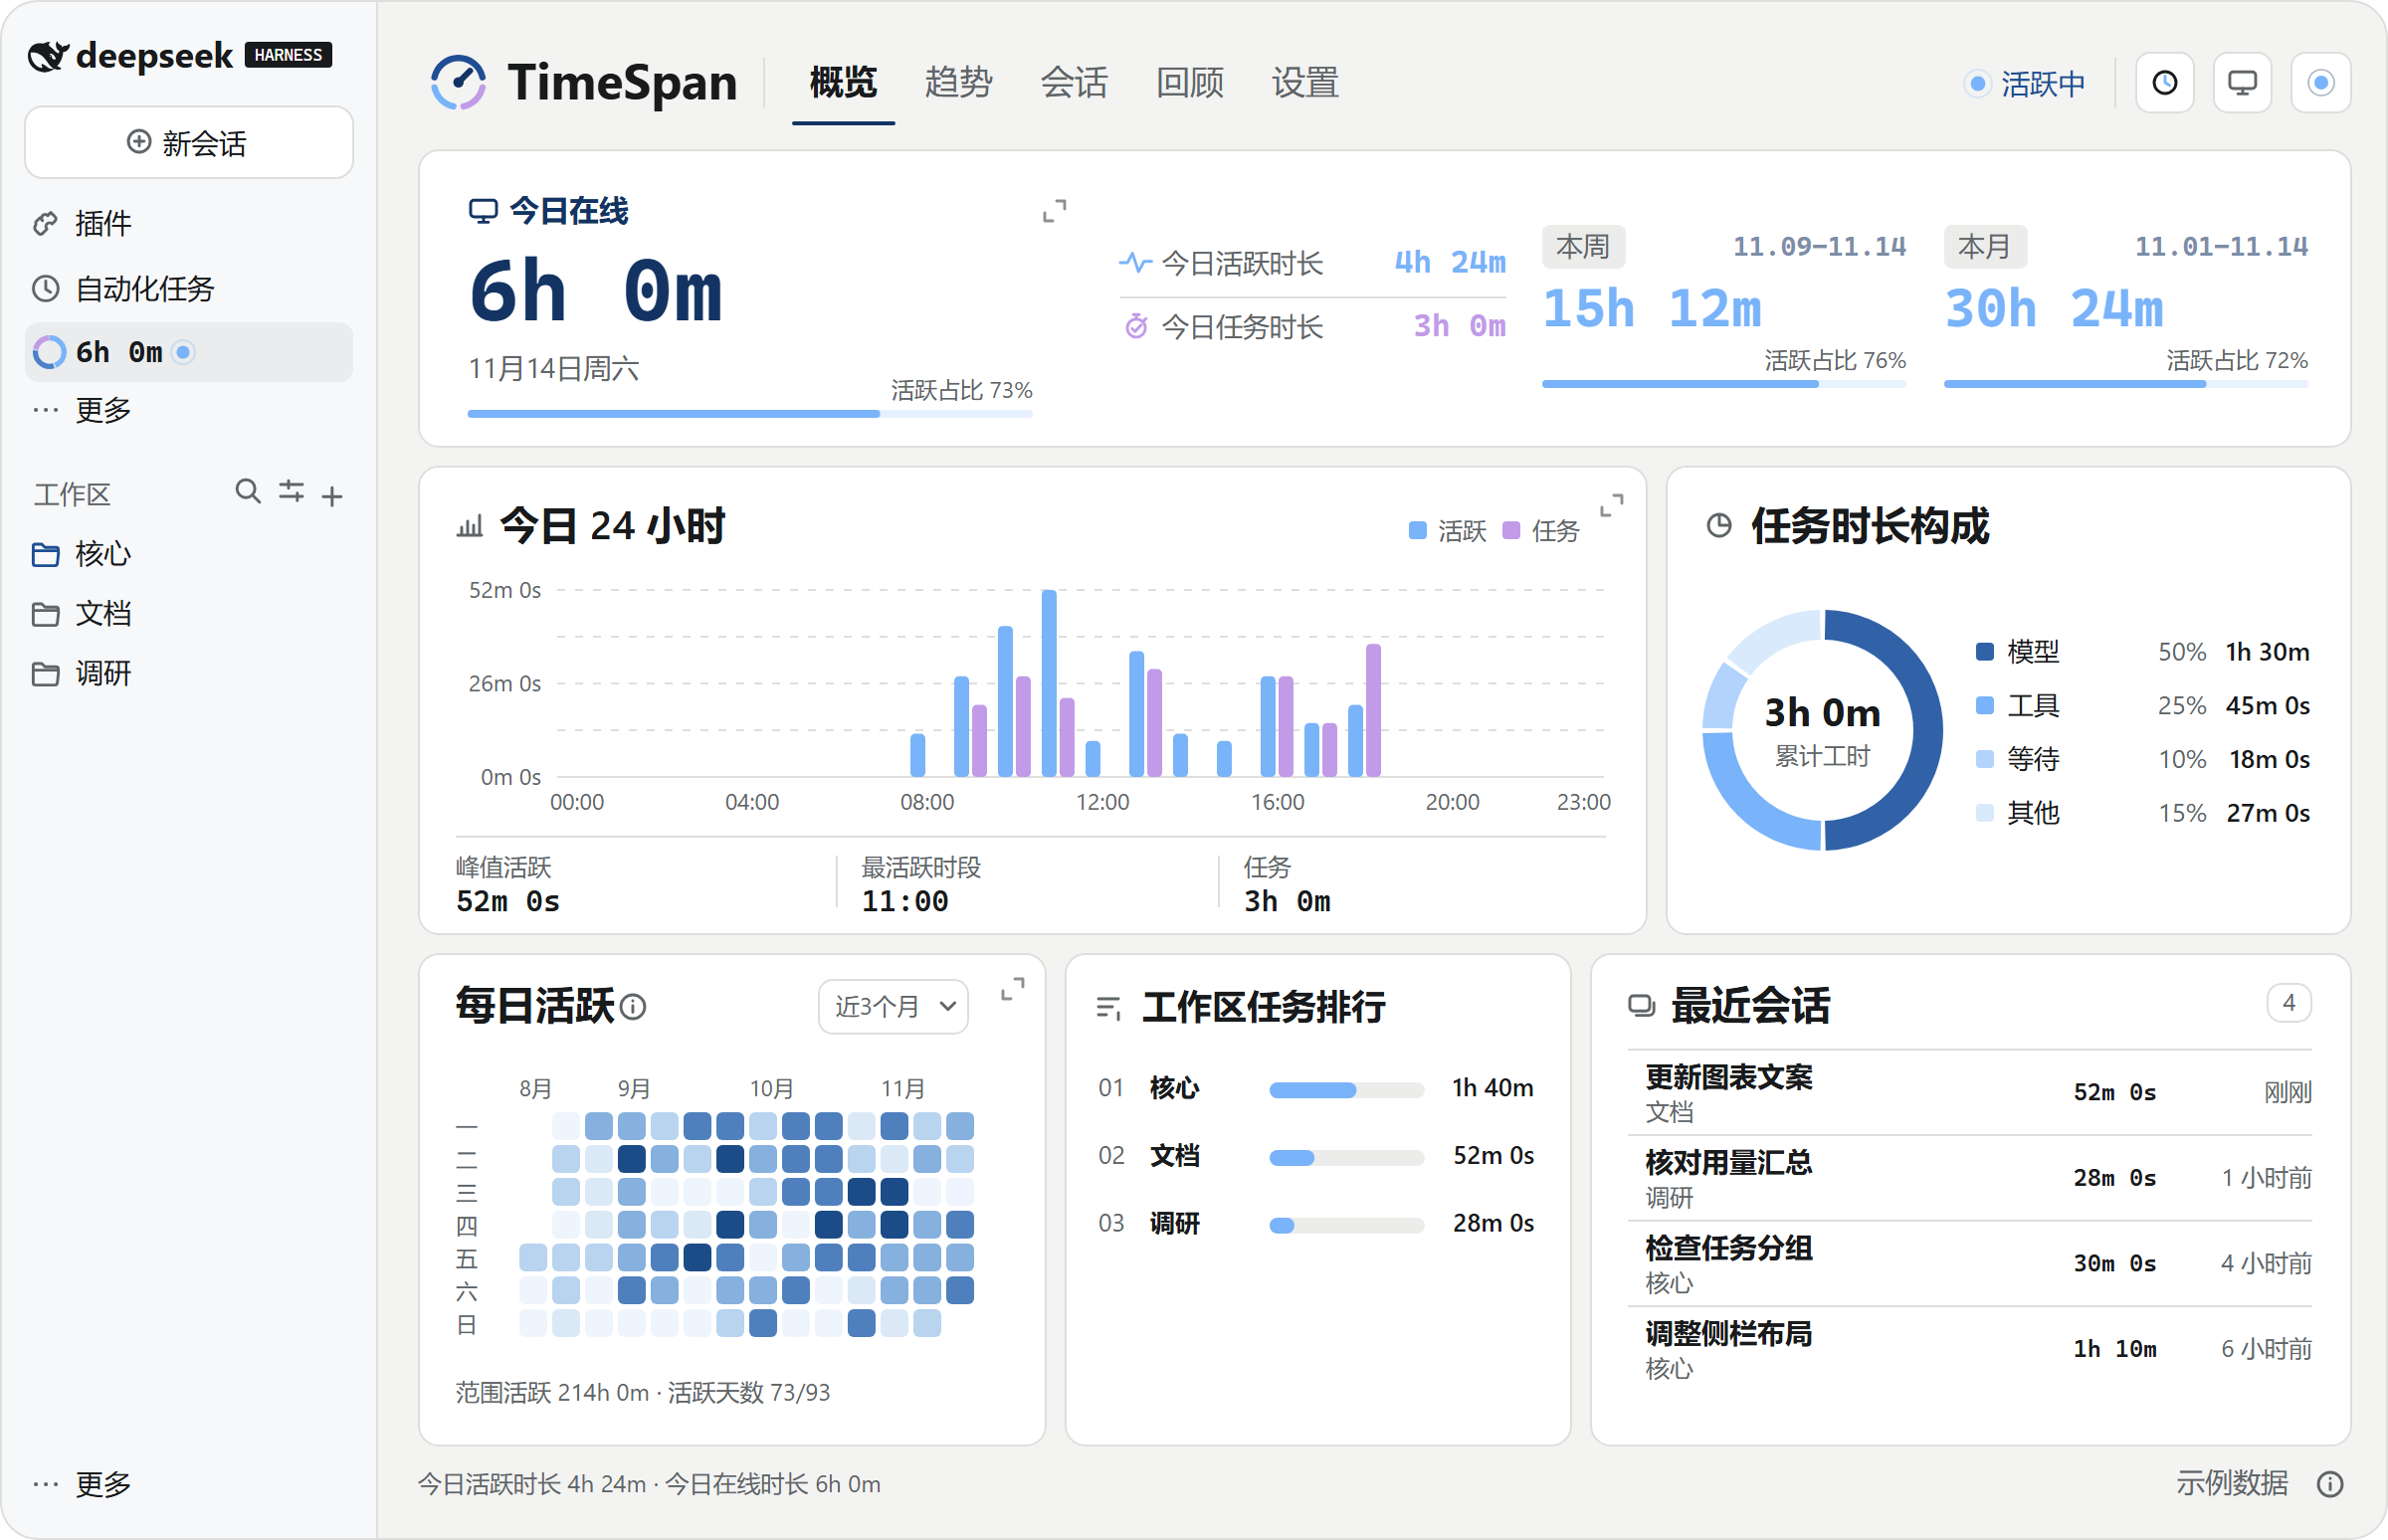 deepseek HARNESS
新会话
插件
自动化任务
6h 0m
更多
工作区
核心
文档
调研
更多
TimeSpan
概览 趋势 会话 回顾 设置
活跃中
今日在线
6h 0m
11月14日周六
活跃占比 73%
今日活跃时长 4h 24m
今日任务时长 3h 0m
本周 11.09–11.14
15h 12m
活跃占比 76%
本月 11.01–11.14
30h 24m
活跃占比 72%
今日 24 小时
活跃 任务
52m 0s
26m 0s
0m 0s
00:00 04:00 08:00 12:00 16:00 20:00 23:00
峰值活跃
52m 0s
最活跃时段
11:00
任务
3h 0m
任务时长构成
3h 0m
累计工时
模型 50% 1h 30m
工具 25% 45m 0s
等待 10% 18m 0s
其他 15% 27m 0s
每日活跃
近3个月
8月 9月 10月 11月
一
二
三
四
五
六
日
范围活跃 214h 0m · 活跃天数 73/93
工作区任务排行
01 核心 1h 40m
02 文档 52m 0s
03 调研 28m 0s
最近会话 4
更新图表文案
文档
52m 0s 刚刚
核对用量汇总
调研
28m 0s 1 小时前
检查任务分组
核心
30m 0s 4 小时前
调整侧栏布局
核心
1h 10m 6 小时前
今日活跃时长 4h 24m · 今日在线时长 6h 0m
示例数据